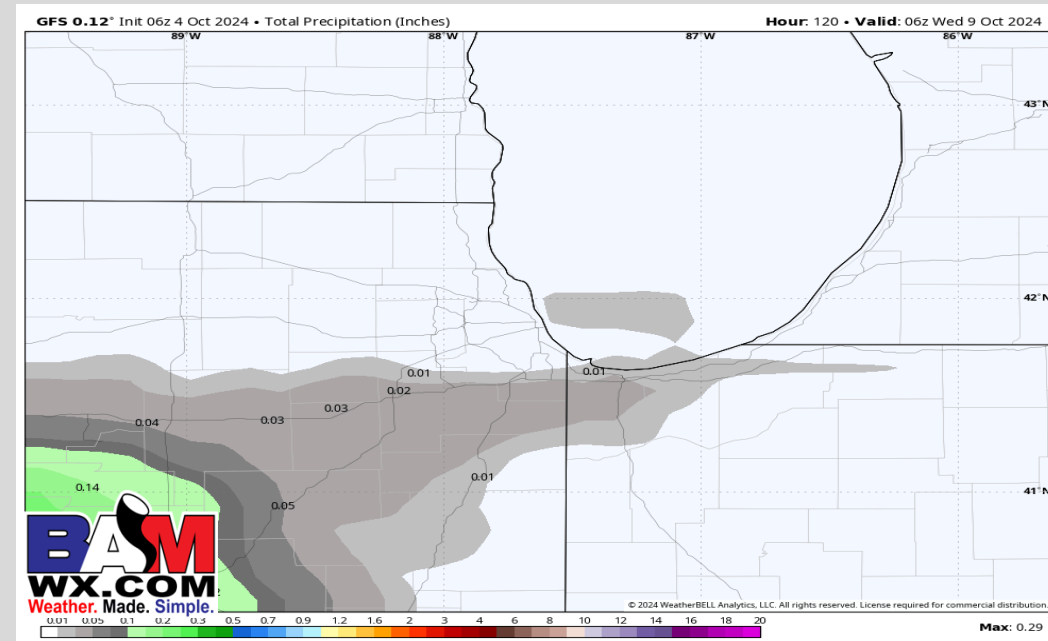 GFS 0.12° Init 06z 4 Oct 2024 • Total Precipitation (Inches)
Hour: 120 • Valid: 06z Wed 9 Oct 2024
89°W 88°W 87°W 86°W
43°N
42°N
0.01 0.01
0.02
0.03
0.04 0.03
0.01
0.14
41°N
0.05
BAM
WX.COM
Weather. Made. Simple.
© 2024 WeatherBELL Analytics, LLC. All rights reserved. License required for commercial distribution.
0.01 0.05 0.1 0.2 0.3 0.5 0.7 0.9 1.2 1.6 2 3 4 6 8 10 12 14 16 18 20
Max: 0.29